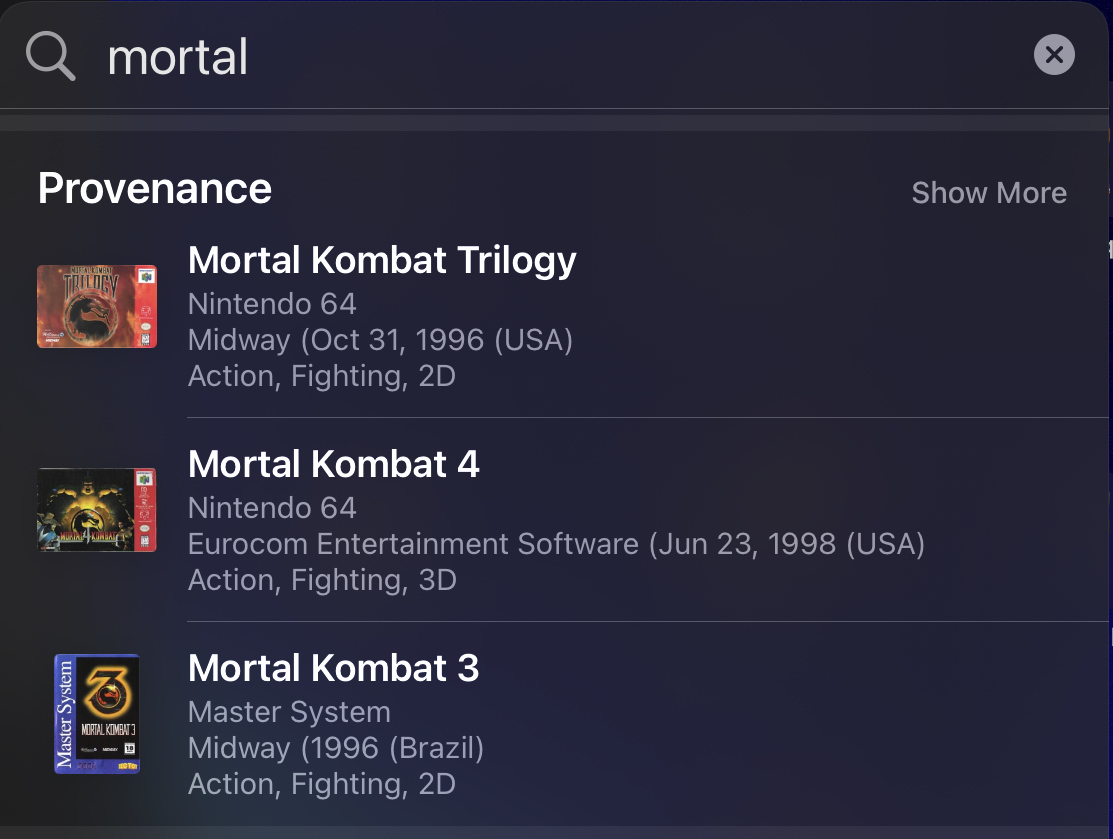 mortal
Provenance
Show More
MORTAL KOMBAT
TRILOGY
Mortal Kombat Trilogy
Nintendo 64
Midway (Oct 31, 1996 (USA)
Action, Fighting, 2D
MORTAL KOMBAT 4
Mortal Kombat 4
Nintendo 64
Eurocom Entertainment Software (Jun 23, 1998 (USA)
Action, Fighting, 3D
Master System
3
MORTAL KOMBAT 3
Mortal Kombat 3
Master System
Midway (1996 (Brazil)
Action, Fighting, 2D